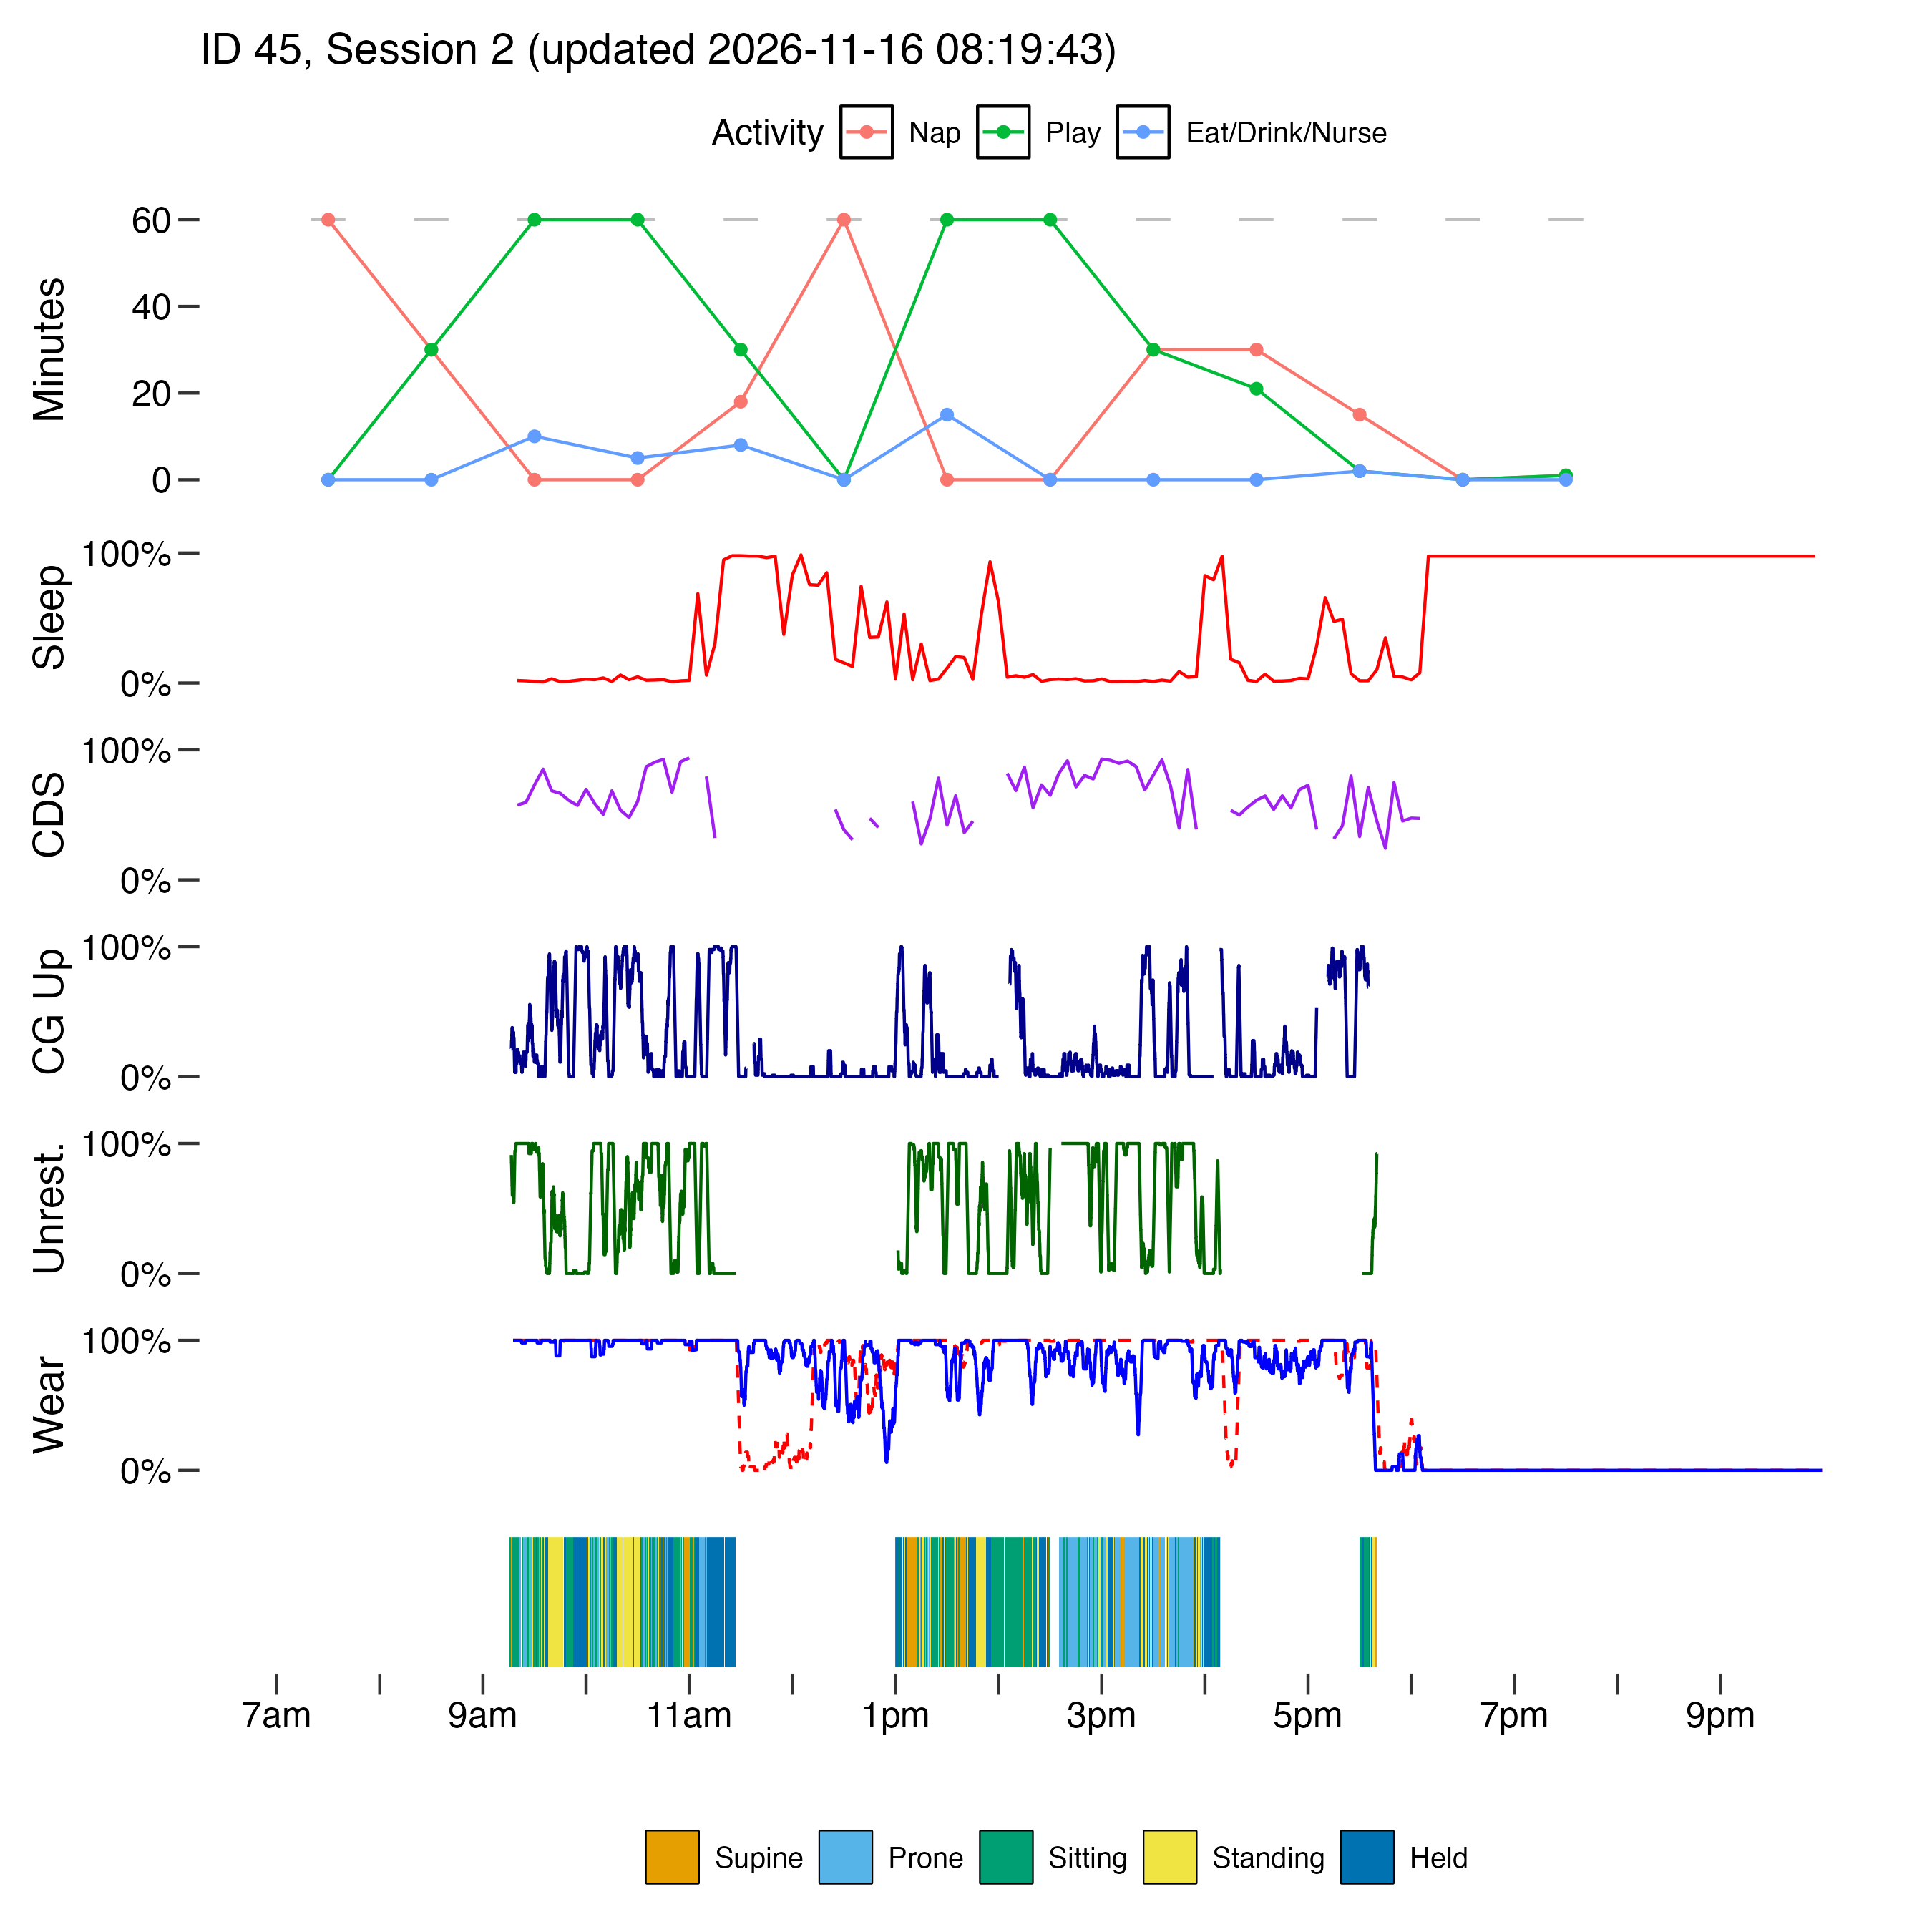 ID 45, Session 2 (updated 2026-11-16 08:19:43)
Activity Nap Play Eat/Drink/Nurse
Minutes
60
40
20
0
Sleep
100%
0%
CDS
100%
0%
CG Up
100%
0%
Unrest.
100%
0%
Wear
100%
0%
7am 9am 11am 1pm 3pm 5pm 7pm 9pm
Supine Prone Sitting Standing Held